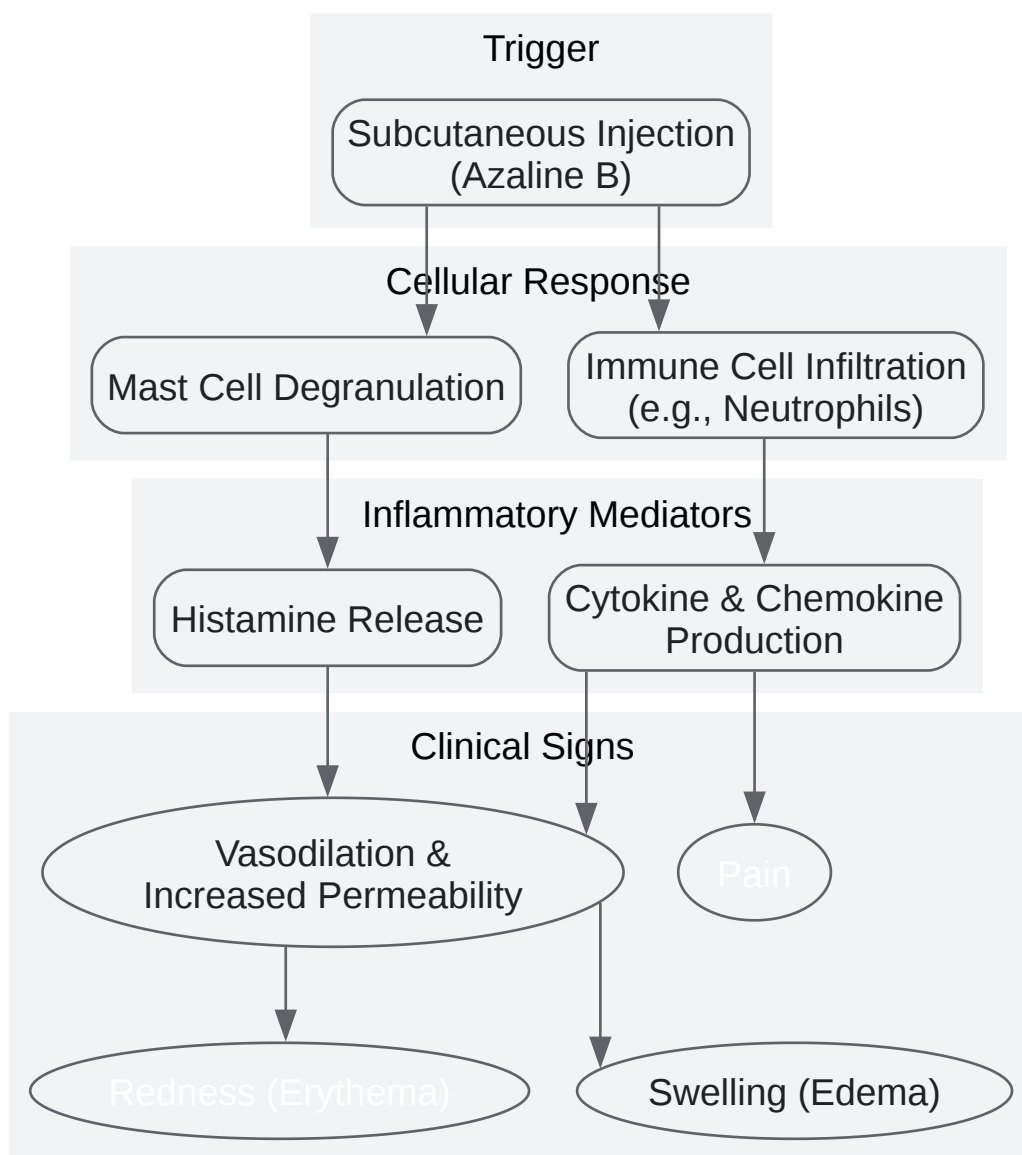 Trigger
Subcutaneous Injection
(Azaline B)
Cellular Response
Mast Cell Degranulation
Immune Cell Infiltration
(e.g., Neutrophils)
Inflammatory Mediators
Histamine Release
Cytokine & Chemokine
Production
Clinical Signs
Vasodilation &
Increased Permeability
Pain
Redness (Erythema)
Swelling (Edema)